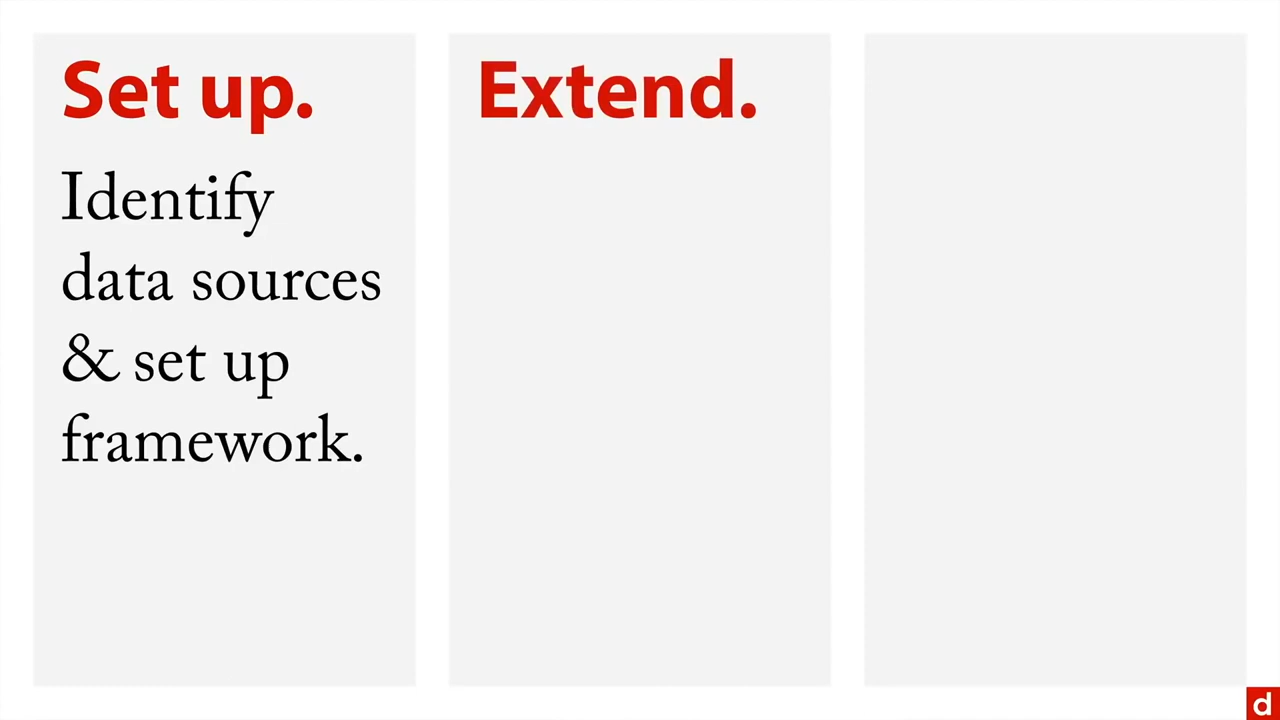 Set up.
Identify
data sources
& set up
framework.
Extend.
d